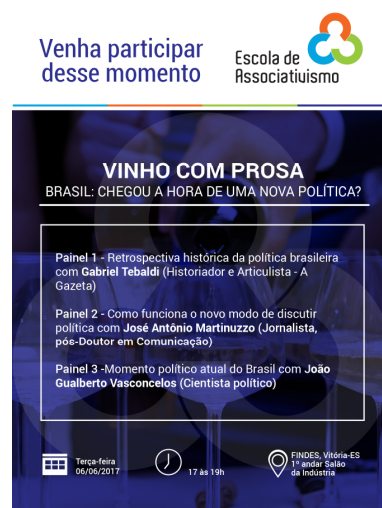 Venha participar
desse momento
Escola de
Associativismo
VINHO COM PROSA
BRASIL: CHEGOU A HORA DE UMA NOVA POLÍTICA?
Painel 1 - Retrospectiva histórica da política brasileira
com Gabriel Tebaldi (Historiador e Articulista - A
Gazeta)
Painel 2 - Como funciona o novo modo de discutir
política com José Antônio Martinuzzo (Jornalista,
pós-Doutor em Comunicação)
Painel 3 -Momento político atual do Brasil com João
Gualberto Vasconcelos (Cientista político)
Terça-feira
06/06/2017
17 às 19h
FINDES, Vitória-ES
1º andar Salão
da Indústria